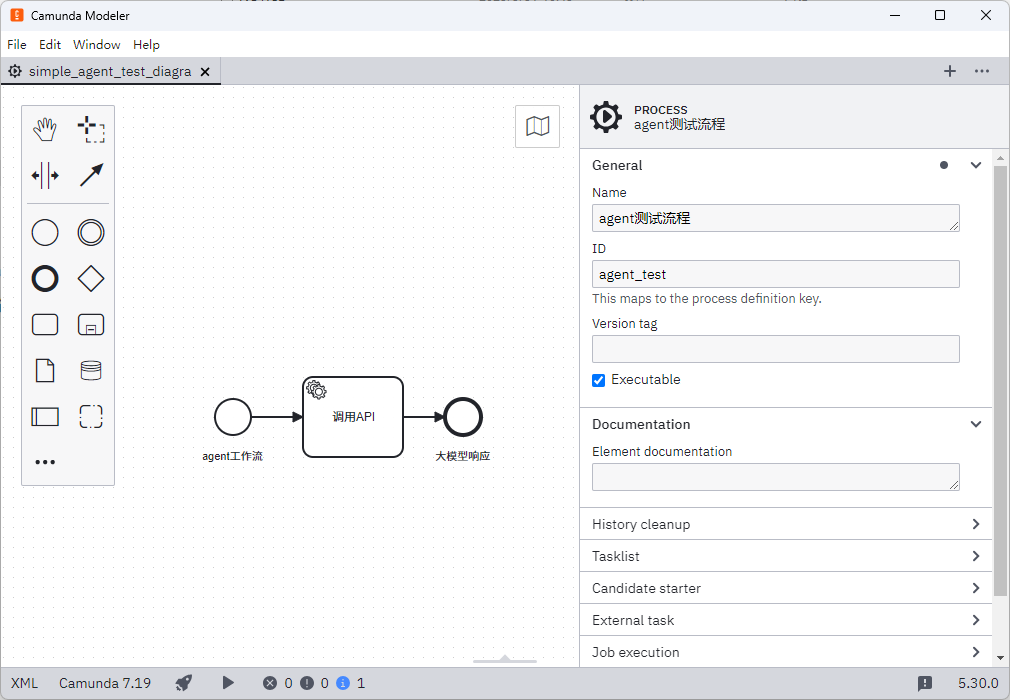 Camunda Modeler
File Edit Window Help
simple_agent_test_diagra
PROCESS
agent测试流程
General
Name
agent测试流程
ID
agent_test
This maps to the process definition key.
Version tag
Executable
Documentation
Element documentation
History cleanup
Tasklist
Candidate starter
External task
Job execution
调用API
agent工作流
大模型响应
XML Camunda 7.19 0 0 1 5.30.0